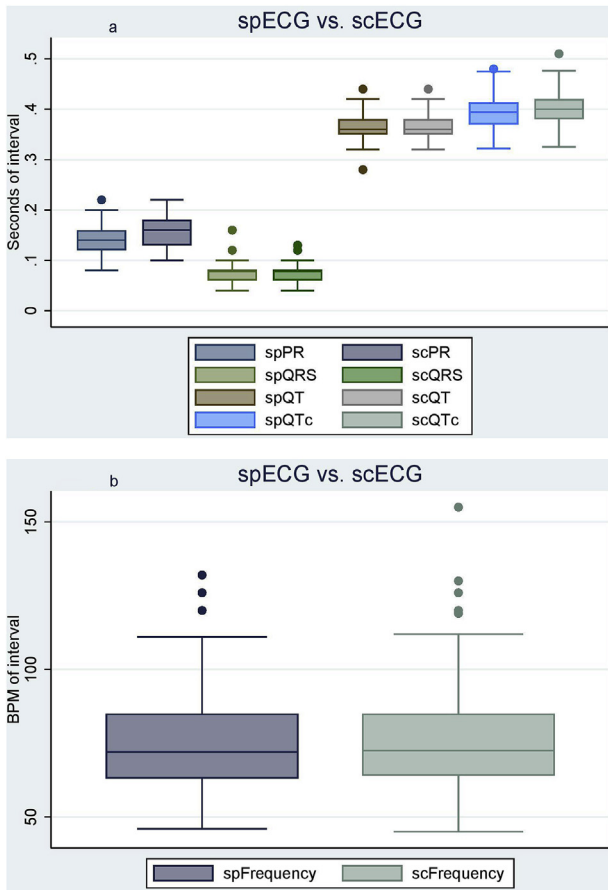 a
spECG vs. scECG
Seconds of interval
.5
.4
.3
.2
.1
0
spPR scPR
spQRS scQRS
spQT scQT
spQTc scQTc
b
spECG vs. scECG
BPM of interval
150
100
50
spFrequency scFrequency